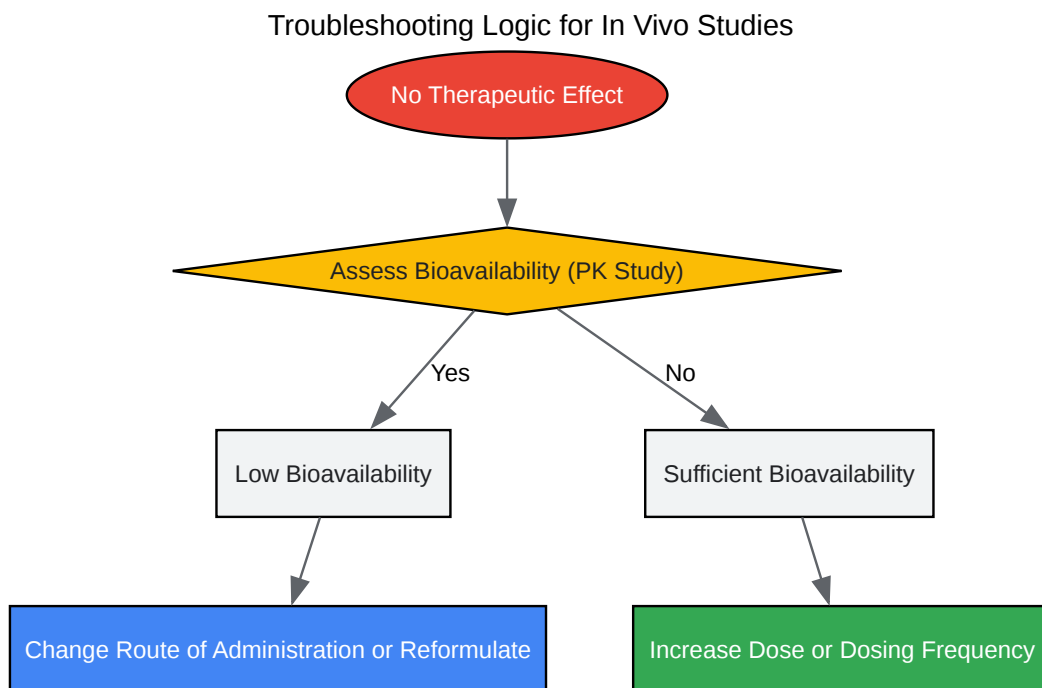 Troubleshooting Logic for In Vivo Studies
No Therapeutic Effect
Assess Bioavailability (PK Study)
Yes
No
Low Bioavailability
Sufficient Bioavailability
Change Route of Administration or Reformulate
Increase Dose or Dosing Frequency